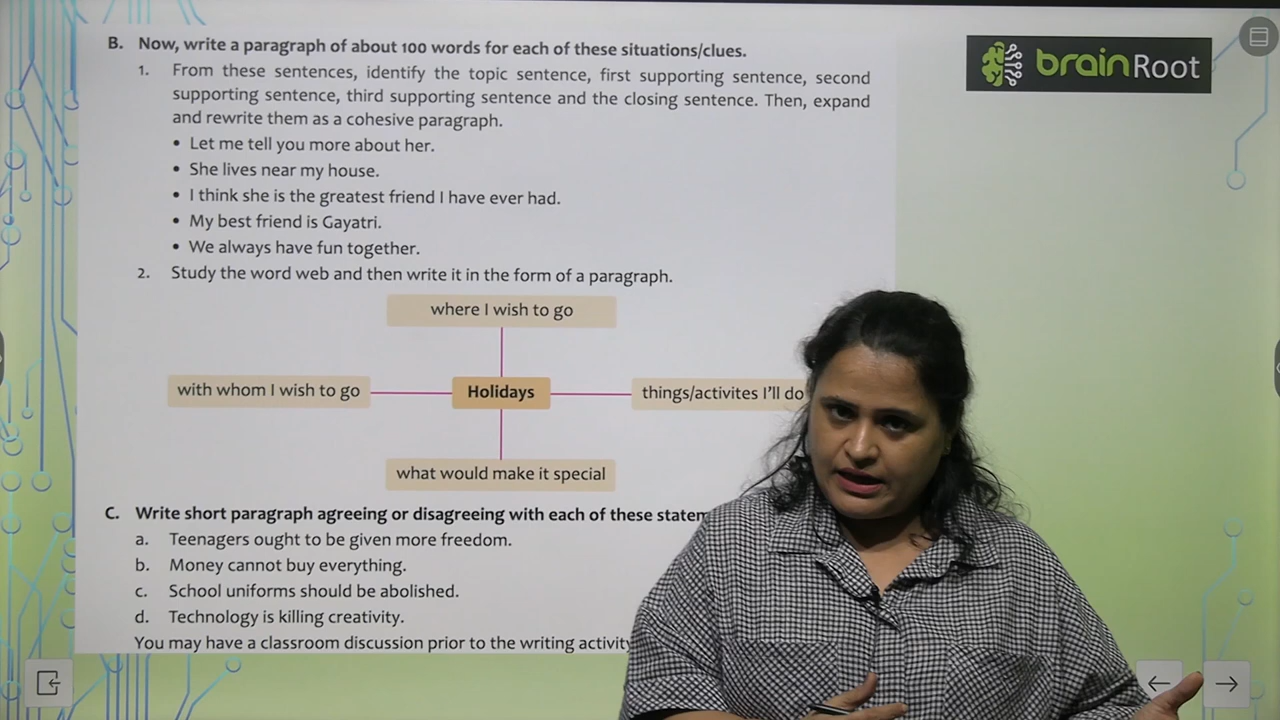 B. Now, write a paragraph of about 100 words for each of these situations/clues.
1. From these sentences, identify the topic sentence, first supporting sentence, second
supporting sentence, third supporting sentence and the closing sentence. Then, expand
and rewrite them as a cohesive paragraph.
• Let me tell you more about her.
• She lives near my house.
• I think she is the greatest friend I have ever had.
• My best friend is Gayatri.
• We always have fun together.
2. Study the word web and then write it in the form of a paragraph.
where I wish to go
with whom I wish to go
Holidays
things/activites I'll do
what would make it special
C. Write short paragraph agreeing or disagreeing with each of these
a. Teenagers ought to be given more freedom.
b. Money cannot buy everything.
c. School uniforms should be abolished.
d. Technology is killing creativity.
You may have a classroom discussion prior to the writing activity
brainRoot